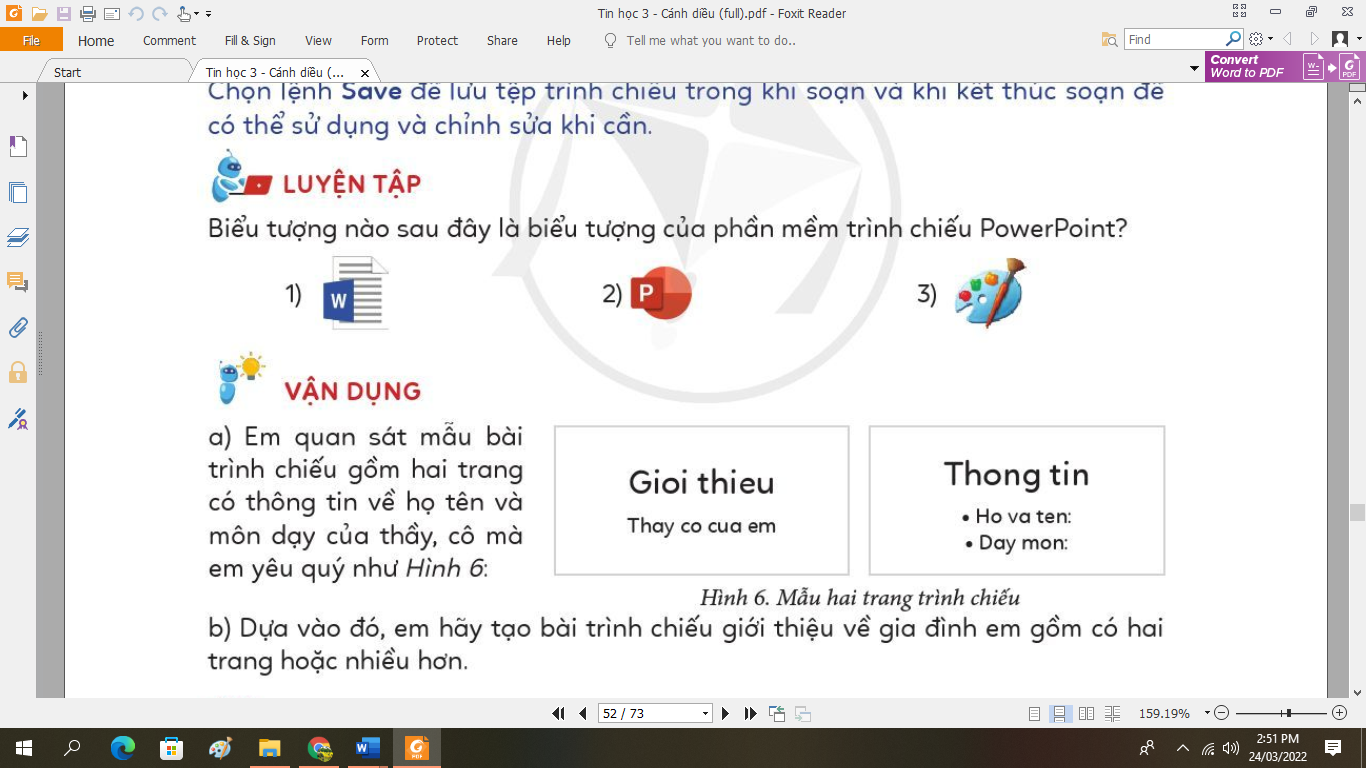 Tin học 3 - Cánh diều (full).pdf - Foxit Reader
File Home Comment Fill & Sign View Form Protect Share Help Tell me what you want to do.. Find
Start Tin học 3 - Cánh diều (... x
Convert
Word to PDF
Chọn lệnh Save để lưu tệp trình chiếu trong khi soạn và khi kết thúc soạn để
có thể sử dụng và chỉnh sửa khi cần.
LUYỆN TẬP
Biểu tượng nào sau đây là biểu tượng của phần mềm trình chiếu PowerPoint?
1) W 2) P 3)
VẬN DỤNG
a) Em quan sát mẫu bài
trình chiếu gồm hai trang
có thông tin về họ tên và
môn dạy của thầy, cô mà
em yêu quý như Hình 6:
Gioi thieu
Thay co cua em
Thong tin
• Ho va ten:
• Day mon:
Hình 6. Mẫu hai trang trình chiếu
b) Dựa vào đó, em hãy tạo bài trình chiếu giới thiệu về gia đình em gồm có hai
trang hoặc nhiều hơn.
52 / 73 159.19%
2:51 PM
24/03/2022